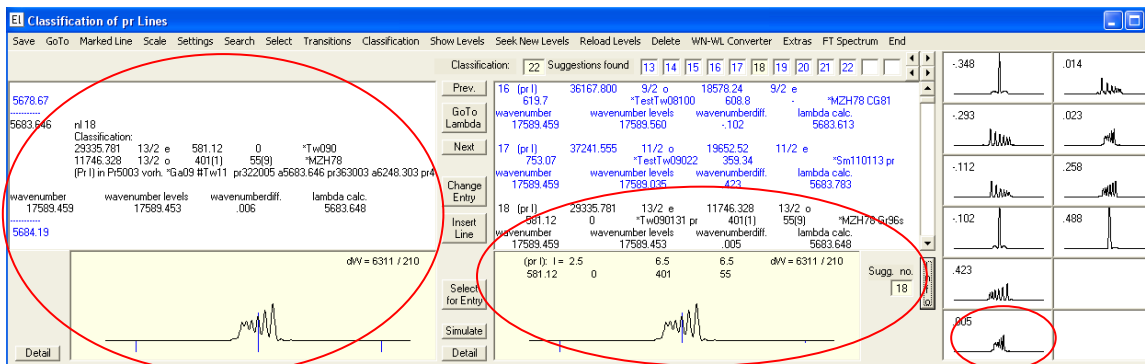 El Classification of pr Lines
Save GoTo Marked Line Scale Settings Search Select Transitions Classification Show Levels Seek New Levels Reload Levels Delete WN-WL Converter Extras FT Spectrum End
Classification: 22 Suggestions found 13 14 15 16 17 18 19 20 21 22
5678.67
----------
5683.646 nl 18
Classification:
29335.781 13/2 e 581.12 0 *Tw090
11746.328 13/2 o 401(1) 55(9) *MZH78
(Pr I) in Pr5003 vorh. *Ga09 #Tw11 pr322005 a5683.646 pr363003 a6248.303 pr4
wavenumber wavenumber levels wavenumberdiff. lambda calc.
17589.459 17589.453 .006 5683.648
----------
5684.19
dW = 6311 / 210
Detail
Prev.
GoTo Lambda
Next
Change Entry
Insert Line
Select for Entry
Simulate
Detail
16 (pr I) 36167.800 9/2 o 18578.24 9/2 e
619.7 *TestTw08100 608.8 - *MZH78 CG81
wavenumber wavenumber levels wavenumberdiff. lambda calc.
17589.459 17589.560 -.102 5683.613
17 (pr I) 37241.555 11/2 o 19652.52 11/2 e
753.07 *TestTw09022 359.34 *Sm110113 pr
wavenumber wavenumber levels wavenumberdiff. lambda calc.
17589.459 17589.035 .423 5683.783
18 (pr I) 29335.781 13/2 e 11746.328 13/2 o
581.12 0 *Tw090131 pr 401(1) 55(9) *MZH78 Gr96s
wavenumber wavenumber levels wavenumberdiff. lambda calc.
17589.459 17589.453 .005 5683.648
(pr I): I = 2.5 6.5 6.5 dW = 6311 / 210
581.12 0 401 55
Sugg. no.
18
Info
-.348 .014
-.293 .023
-.112 .258
-.102 .488
.423
.005